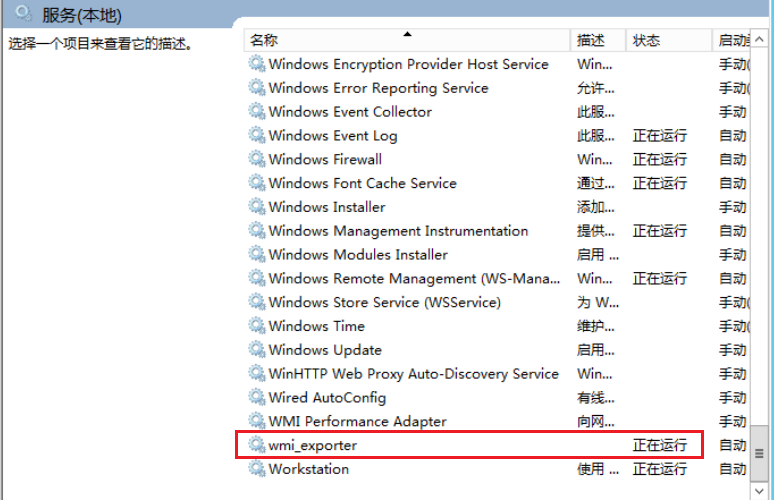 服务(本地)
选择一个项目来查看它的描述。
名称 描述 状态 启动
Windows Encryption Provider Host Service Win... 手动(
Windows Error Reporting Service 允许... 手动(
Windows Event Collector 此服... 手动
Windows Event Log 此服... 正在运行 自动
Windows Firewall Win... 正在运行 自动
Windows Font Cache Service 通过... 正在运行 自动
Windows Installer 添加... 手动
Windows Management Instrumentation 提供... 正在运行 自动
Windows Modules Installer 启用 ... 手动
Windows Remote Management (WS-Mana... Win... 正在运行 自动
Windows Store Service (WSService) 为 W... 手动(
Windows Time 维护... 手动(
Windows Update 启用... 手动(
WinHTTP Web Proxy Auto-Discovery Service Win... 手动
Wired AutoConfig 有线... 手动
WMI Performance Adapter 向网... 手动
wmi_exporter 正在运行 自动
Workstation 使用 ... 正在运行 自动